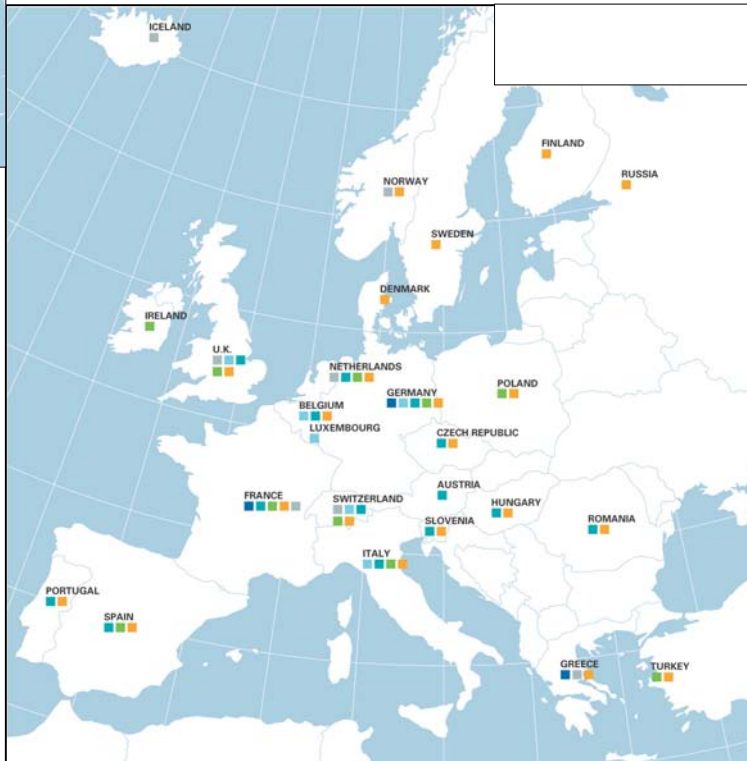 ICELAND
FINLAND
RUSSIA
NORWAY
SWEDEN
DENMARK
IRELAND
U.K.
NETHERLANDS
GERMANY
POLAND
BELGIUM
LUXEMBOURG
CZECH REPUBLIC
AUSTRIA
FRANCE
SWITZERLAND
HUNGARY
SLOVENIA
ROMANIA
ITALY
PORTUGAL
SPAIN
GREECE
TURKEY